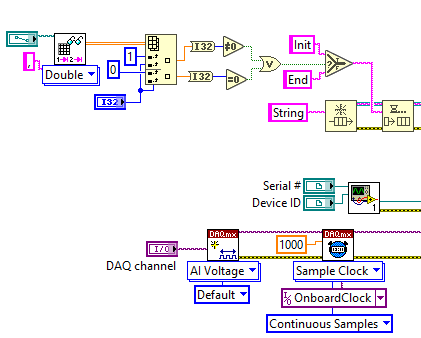 Init
1
I32
≠0
V
Double
0
I32
=0
End
,
I32
String
Serial #
Device ID
1
DAQmx
DAQmx
I/O
1000
DAQ channel
AI Voltage
Sample Clock
Default
I/O OnboardClock
Continuous Samples